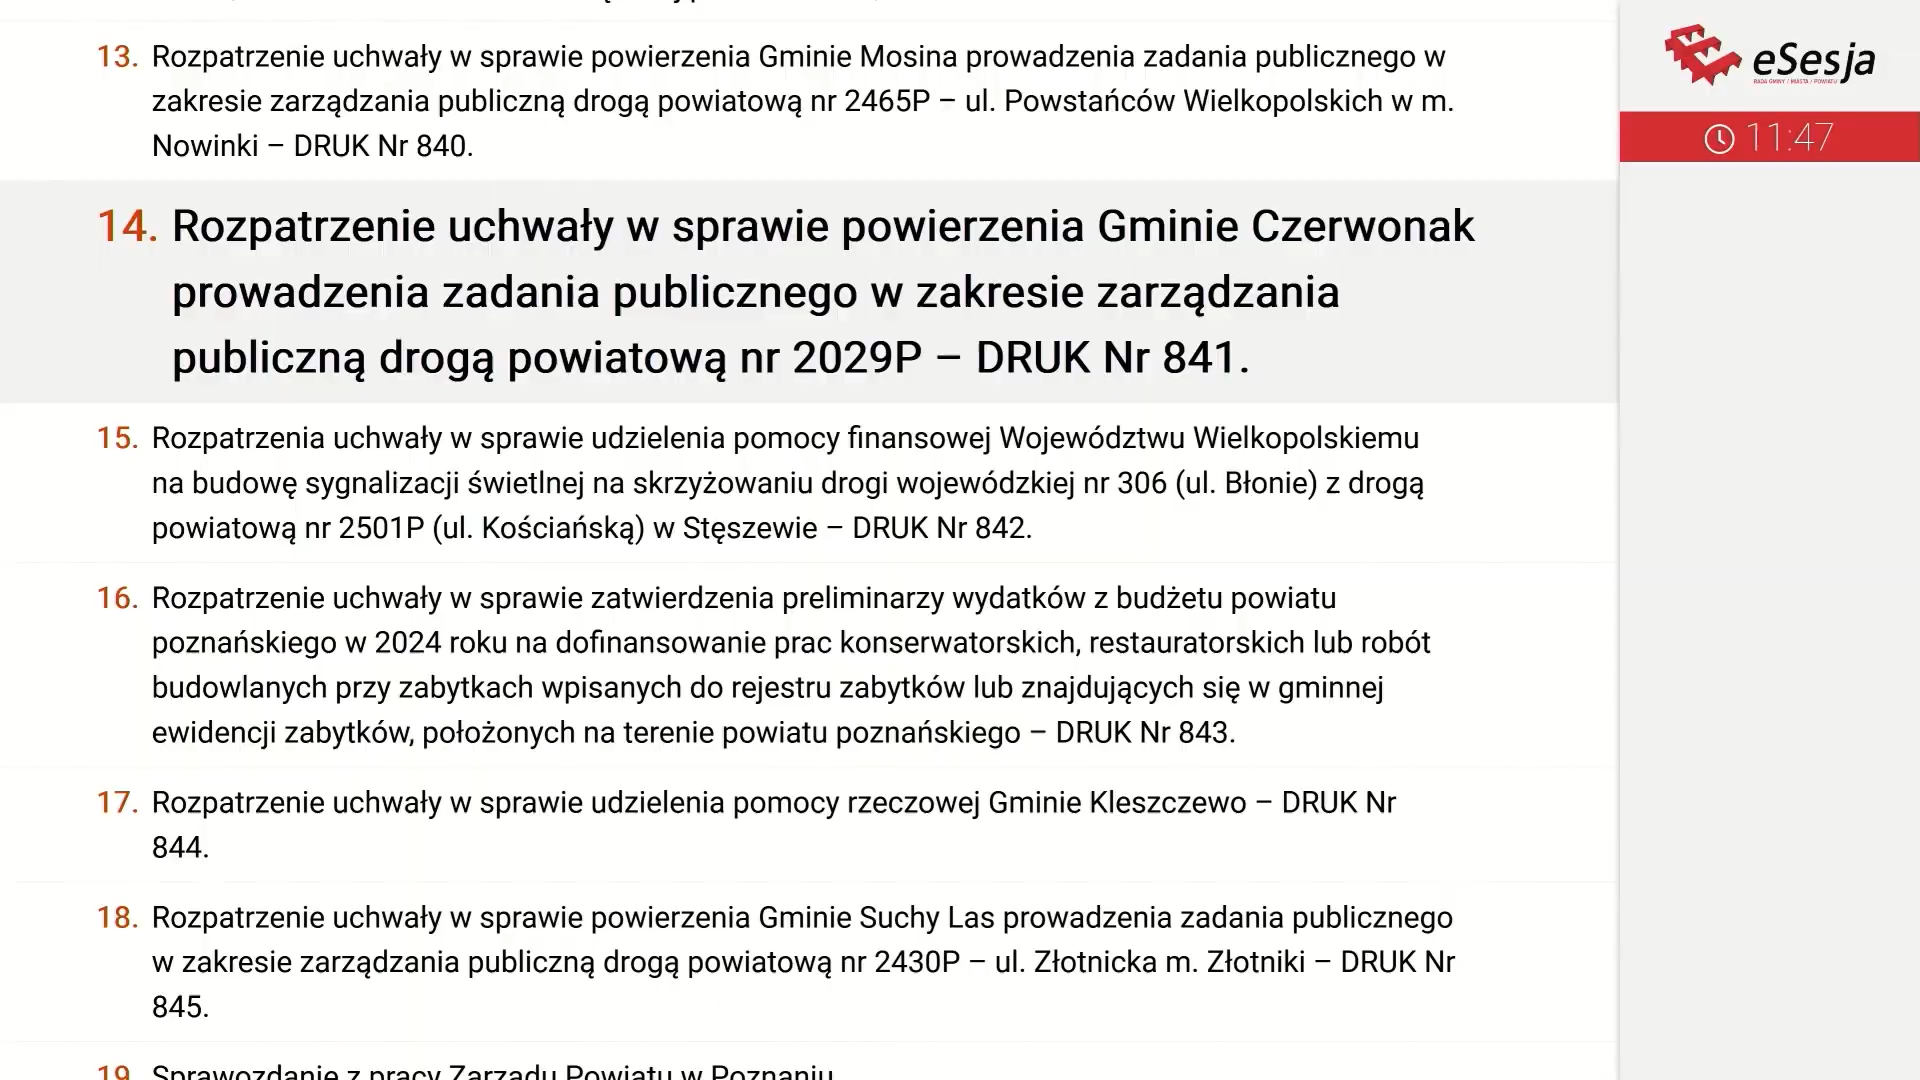 13. Rozpatrzenie uchwały w sprawie powierzenia Gminie Mosina prowadzenia zadania publicznego w
zakresie zarządzania publiczną drogą powiatową nr 2465P – ul. Powstańców Wielkopolskich w m.
Nowinki – DRUK Nr 840.
14. Rozpatrzenie uchwały w sprawie powierzenia Gminie Czerwonak
prowadzenia zadania publicznego w zakresie zarządzania
publiczną drogą powiatową nr 2029P – DRUK Nr 841.
15. Rozpatrzenia uchwały w sprawie udzielenia pomocy finansowej Województwu Wielkopolskiemu
na budowę sygnalizacji świetlnej na skrzyżowaniu drogi wojewódzkiej nr 306 (ul. Błonie) z drogą
powiatową nr 2501P (ul. Kościańską) w Stęszewie – DRUK Nr 842.
16. Rozpatrzenie uchwały w sprawie zatwierdzenia preliminarzy wydatków z budżetu powiatu
poznańskiego w 2024 roku na dofinansowanie prac konserwatorskich, restauratorskich lub robót
budowlanych przy zabytkach wpisanych do rejestru zabytków lub znajdujących się w gminnej
ewidencji zabytków, położonych na terenie powiatu poznańskiego – DRUK Nr 843.
17. Rozpatrzenie uchwały w sprawie udzielenia pomocy rzeczowej Gminie Kleszczewo – DRUK Nr
844.
18. Rozpatrzenie uchwały w sprawie powierzenia Gminie Suchy Las prowadzenia zadania publicznego
w zakresie zarządzania publiczną drogą powiatową nr 2430P – ul. Złotnicka m. Złotniki – DRUK Nr
845.
19. Sprawozdanie z pracy Zarządu Powiatu w Poznaniu
eSesja
RADA GMINY / MIASTA / POWIATU
11:47